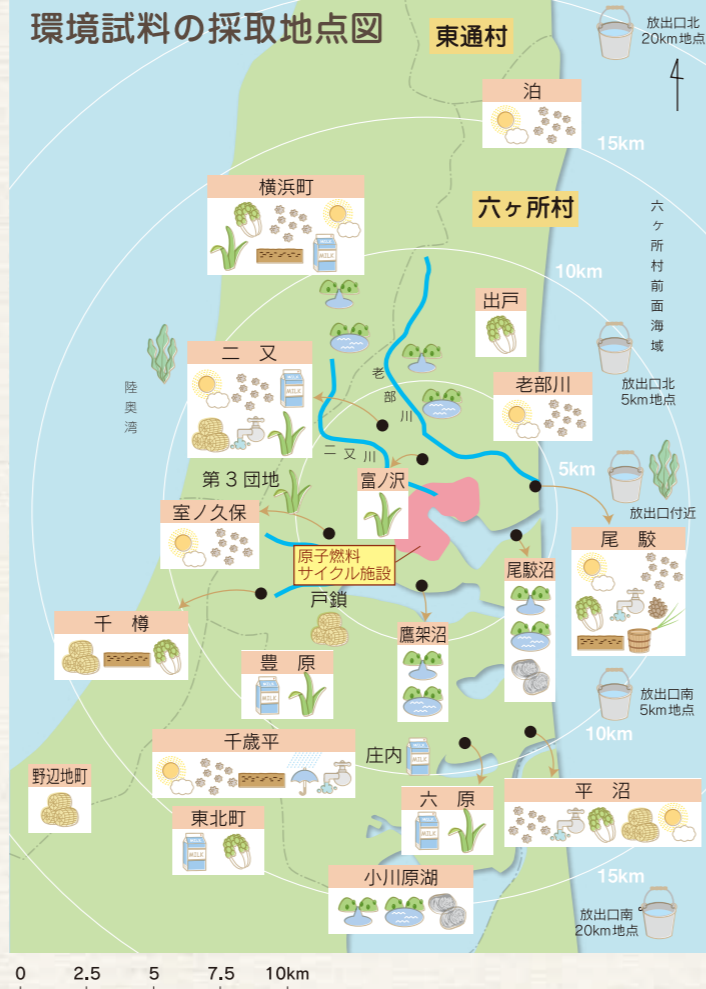 環境試料の採取地点図
東通村
放出口北
20km地点
泊
15km
横浜町
六ヶ所村
六ヶ所村前面海域
10km
出戸
二又
老部川
放出口北
5km地点
陸奥湾
老部川
二又川
5km
第3団地
富ノ沢
放出口付近
室ノ久保
尾駮
原子燃料
サイクル施設
尾駮沼
戸鎖
千樽
鷹架沼
豊原
放出口南
5km地点
10km
千歳平
庄内
野辺地町
六原
平沼
東北町
小川原湖
15km
放出口南
20km地点
MILK
MILK
MILK
MILK
MILK
MILK
0 2.5 5 7.5 10km